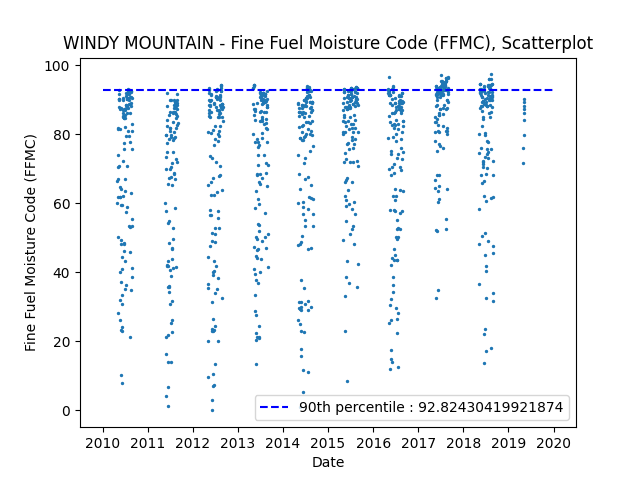 WINDY MOUNTAIN - Fine Fuel Moisture Code (FFMC), Scatterplot
Fine Fuel Moisture Code (FFMC)
100
80
60
40
20
0
90th percentile : 92.82430419921874
2010 2011 2012 2013 2014 2015 2016 2017 2018 2019 2020
Date